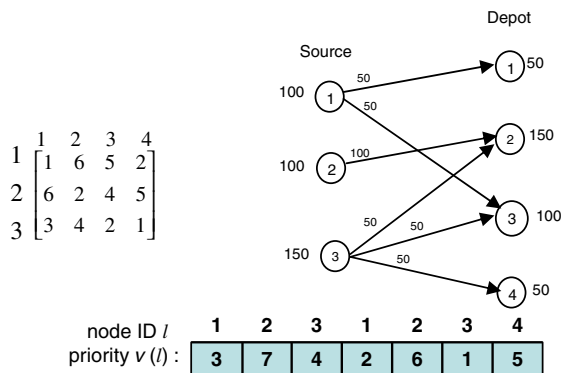 Depot
Source
100 1 50 50 1 50
100 2 100 2 150
150 3 50 50 50 3 100
4 50
1 2 3 4
1 1 6 5 2
2 6 2 4 5
3 3 4 2 1
node ID l 1 2 3 1 2 3 4
priority v (l) : 3 7 4 2 6 1 5